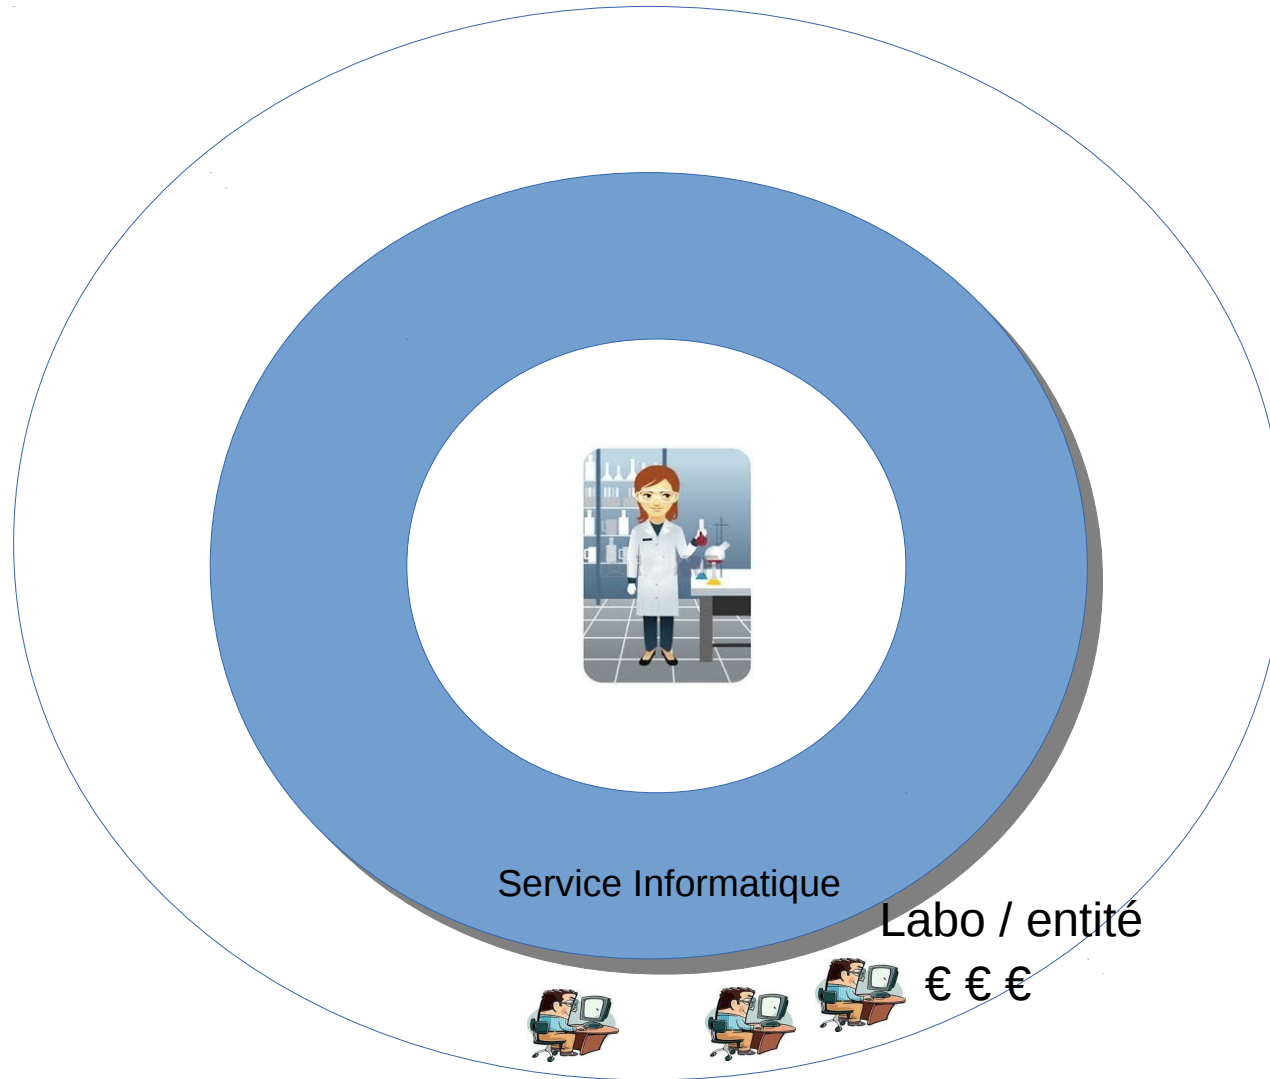 Service Informatique
Labo / entité
€ € €